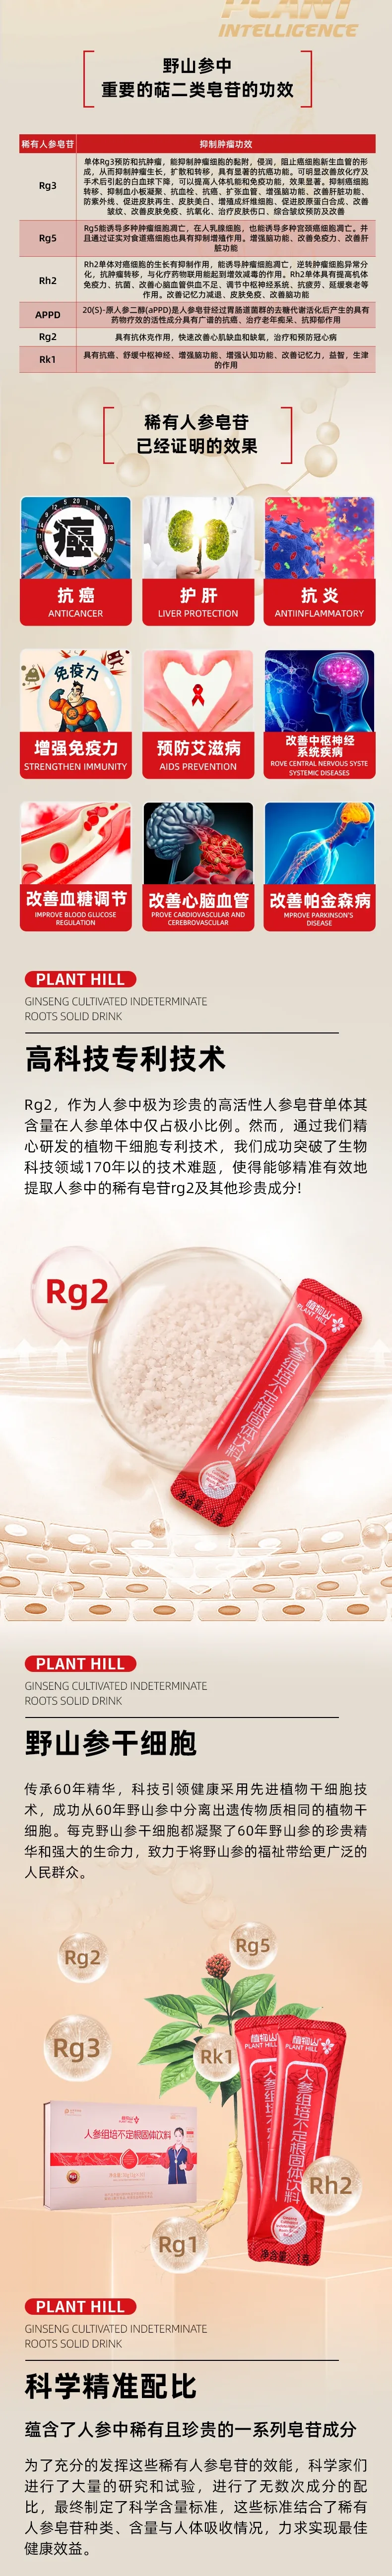 PLANT
INTELLIGENCE
野山参中
重要的萜二类皂苷的功效
稀有人参皂苷 抑制肿瘤功效
Rg3
单体Rg3预防和抗肿瘤，能抑制肿瘤细胞的黏附，侵润，阻止癌细胞新生血管的形
成，从而抑制肿瘤生长，扩散和转移，具有显著的抗癌功能。可明显改善放化疗及
手术后引起的白血球下降，可以提高人体机能和免疫功能，效果显著。抑制癌细胞
转移、抑制血小板凝聚、抗血栓、抗癌、扩张血管、增强脑功能、改善肝脏功能、
防紫外线、促进皮肤再生、皮肤美白、增殖成纤维细胞、促进胶原蛋白合成、改善
皱纹、改善皮肤免疫、抗氧化、治疗皮肤伤口、综合皱纹预防及改善
Rg5
Rg5能诱导多种肿瘤细胞凋亡，在人乳腺细胞，也能诱导多种宫颈癌细胞凋亡。并
且通过证实对食道癌细胞也具有抑制增殖作用。增强脑功能、改善免疫力、改善肝
脏功能
Rh2
Rh2单体对癌细胞的生长有抑制作用，能诱导肿瘤细胞凋亡，逆转肿瘤细胞异常分
化，抗肿瘤转移，与化疗药物联用能起到增效减毒的作用。Rh2单体具有提高机体
免疫力、抗菌、改善心脑血管供血不足、调节中枢神经系统、抗疲劳、延缓衰老等
作用。改善记忆力减退、皮肤免疫、改善脑功能
APPD
20(S)-原人参二醇(aPPD)是人参皂苷经过胃肠道菌群的去糖代谢活化后产生的具有
药物疗效的活性成分具有广谱的抗癌、治疗老年痴呆、抗抑郁作用
Rg2
具有抗休克作用，快速改善心肌缺血和缺氧，治疗和预防冠心病
Rk1
具有抗癌、舒缓中枢神经、增强脑功能、增强认知功能、改善记忆力，益智，生津
的作用
稀有人参皂苷
已经证明的效果
癌
抗癌
ANTICANCER
护肝
LIVER PROTECTION
抗炎
ANTIINFLAMMATORY
免疫力
增强免疫力
STRENGTHEN IMMUNITY
预防艾滋病
AIDS PREVENTION
改善中枢神经
系统疾病
ROVE CENTRAL NERVOUS SYSTE
SYSTEMIC DISEASES
改善血糖调节
IMPROVE BLOOD GLUCOSE
REGULATION
改善心脑血管
PROVE CARDIOVASCULAR AND
CEREBROVASCULAR
改善帕金森病
MPROVE PARKINSON'S
DISEASE
PLANT HILL
GINSENG CULTIVATED INDETERMINATE
ROOTS SOLID DRINK
高科技专利技术
Rg2，作为人参中极为珍贵的高活性人参皂苷单体其
含量在人参单体中仅占极小比例。然而，通过我们精
心研发的植物干细胞专利技术，我们成功突破了生物
科技领域170年以的技术难题，使得能够精准有效地
提取人参中的稀有皂苷rg2及其他珍贵成分!
Rg2
植物山
PLANT HILL
人参组培不定根固体饮料
净含量：1克
PLANT HILL
GINSENG CULTIVATED INDETERMINATE
ROOTS SOLID DRINK
野山参干细胞
传承60年精华，科技引领健康采用先进植物干细胞技
术，成功从60年野山参中分离出遗传物质相同的植物干
细胞。每克野山参干细胞都凝聚了60年野山参的珍贵精
华和强大的生命力，致力于将野山参的福祉带给更广泛的
人民群众。
Rg2
Rg5
Rg3
Rk1
植物山
PLANT HILL
植物山
PLANT HILL
人参组培不定根固体饮料
人参组培不定根固体饮料
人参组培不定根固体饮料
Rh2
Rg1
净含量：1克
PLANT HILL
GINSENG CULTIVATED INDETERMINATE
ROOTS SOLID DRINK
科学精准配比
蕴含了人参中稀有且珍贵的一系列皂苷成分
为了充分的发挥这些稀有人参皂苷的效能，科学家们
进行了大量的研究和试验，进行了无数次成分的配
比，最终制定了科学含量标准，这些标准结合了稀有
人参皂苷种类、含量与人体吸收情况，力求实现最佳
健康效益。